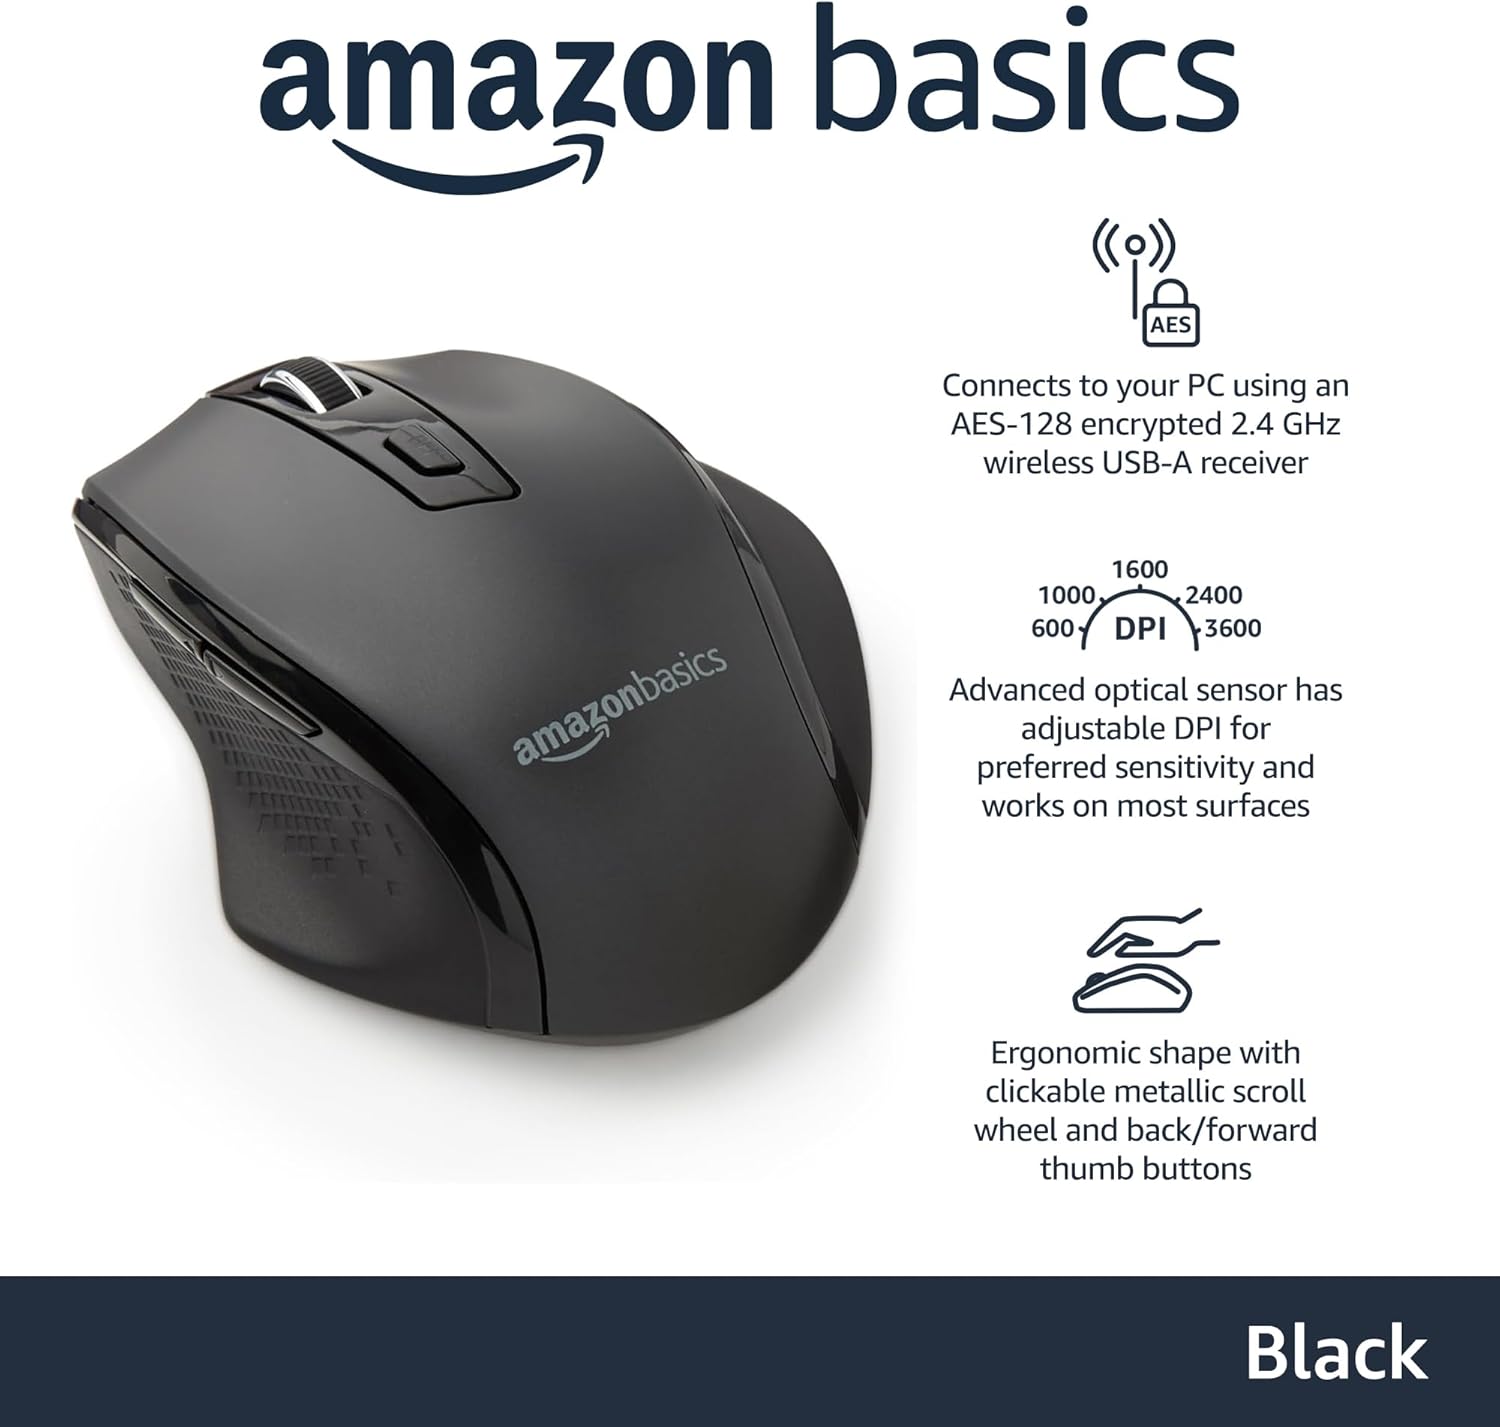 amazon basics
AES
Connects to your PC using an
AES-128 encrypted 2.4 GHz
wireless USB-A receiver
1600
1000 2400
600 DPI 3600
Advanced optical sensor has
adjustable DPI for
preferred sensitivity and
works on most surfaces
amazonbasics
Ergonomic shape with
clickable metallic scroll
wheel and back/forward
thumb buttons
Black